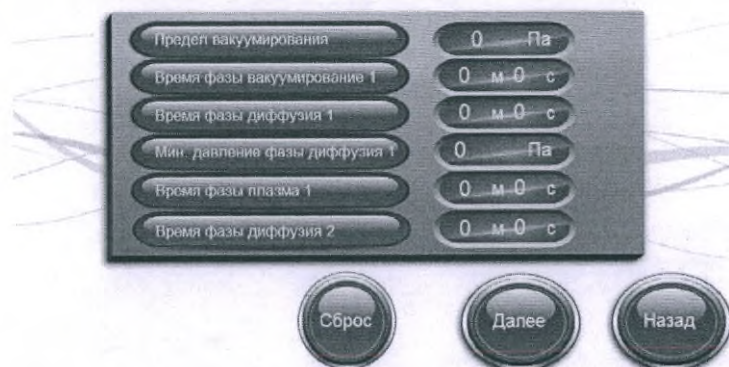 Предел вакуумирования 0 Па
Время фазы вакуумирование 1 0 м 0 с
Время фазы диффузия 1 0 м 0 с
Мин. давление фазы диффузия 1 0 Па
Время фазы плазма 1 0 м 0 с
Время фазы диффузия 2 0 м 0 с
Сброс Далее Назад